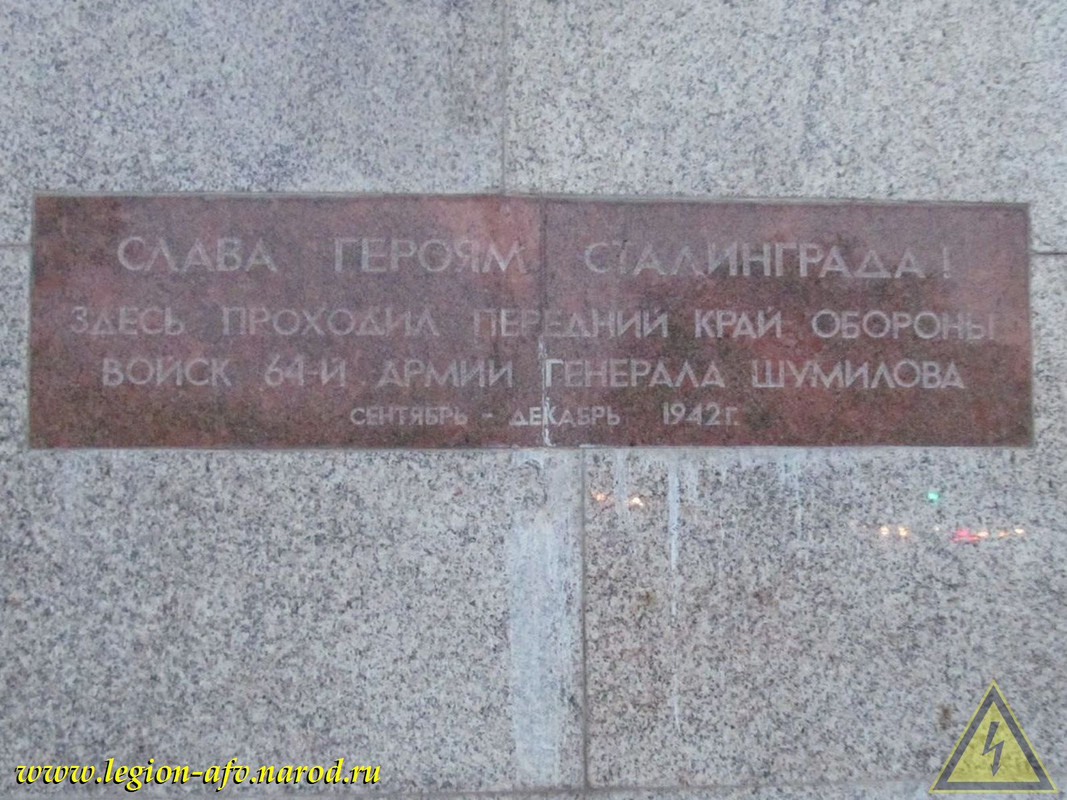 СЛАВА ГЕРОЯМ СТАЛИНГРАДА!
ЗДЕСЬ ПРОХОДИЛ ПЕРЕДНИЙ КРАЙ ОБОРОНЫ
ВОЙСК 64-Й АРМИИ ГЕНЕРАЛА ШУМИЛОВА
СЕНТЯБРЬ - ДЕКАБРЬ 1942 г.
www.legion-afv.narod.ru